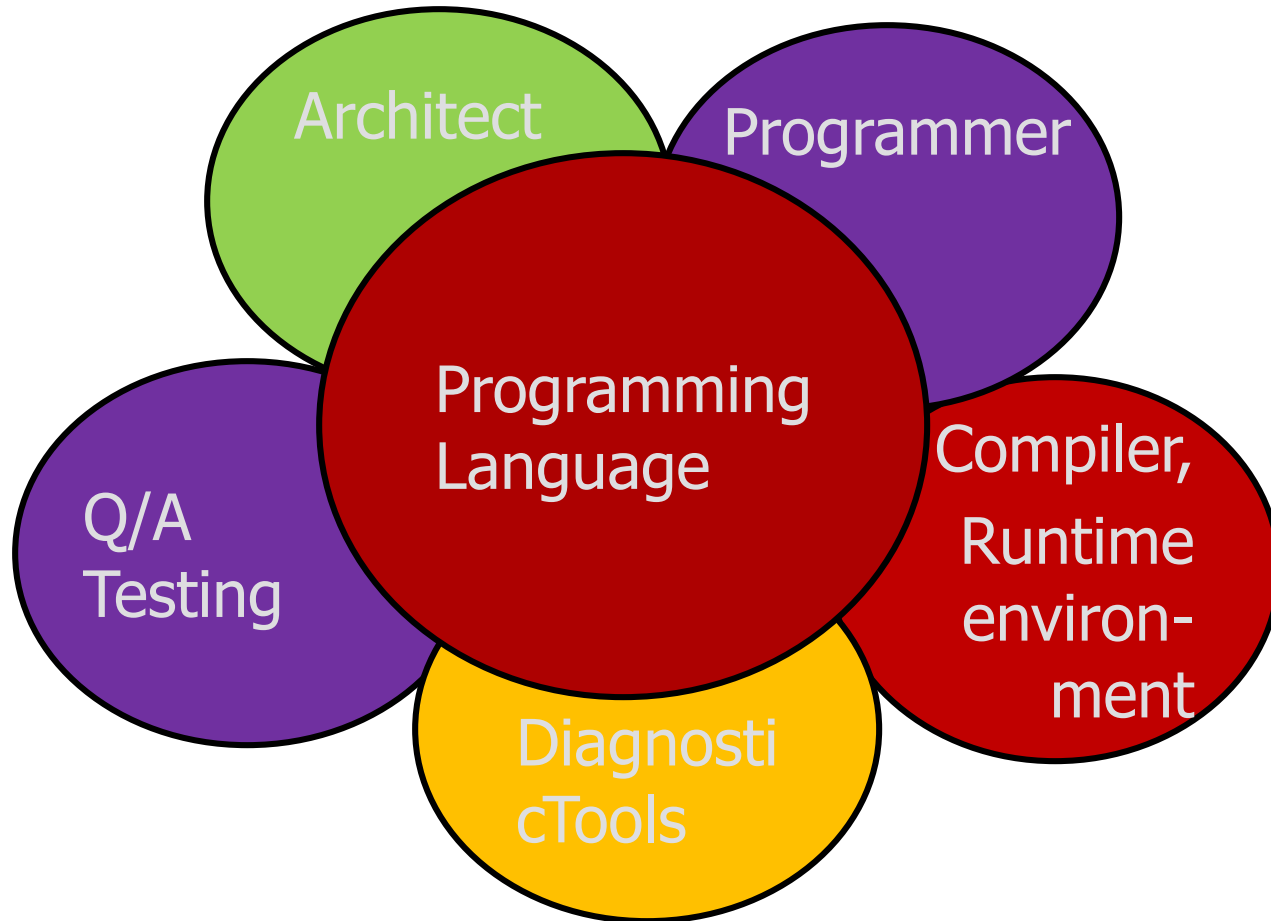 Architect
Programmer
Programming
Language
Compiler,
Runtime
environ-
ment
Q/A
Testing
Diagnosti
cTools